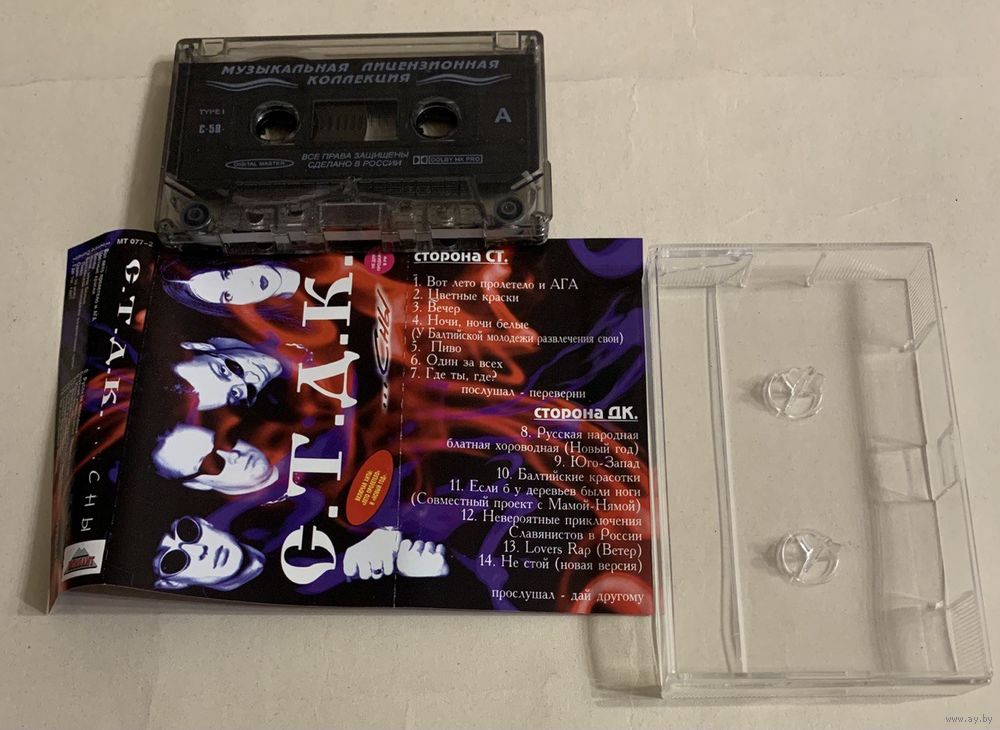 МУЗЫКАЛЬНАЯ ЛИЦЕНЗИОННАЯ
КОЛЛЕКЦИЯ
TYPE I
C-58
A
DIGITAL MASTER
ВСЕ ПРАВА ЗАЩИЩЕНЫ
СДЕЛАНО В РОССИИ
DOLBY HX PRO
МТ 077-2
С.Т.Д.К.... СНЫ
С.Т.Д.К.
...Сны
сторона СТ.
1. Вот лето пролетело и АГА
2. Цветные краски
3. Вечер
4. Ночи, ночи белые
(У Балтийской молодежи развлечения свои)
5. Пиво
6. Один за всех
7. Где ты, где?
послушал - переверни
сторона ДК.
8. Русская народная
блатная хороводная (Новый год)
9. Юго-Запад
10. Балтийские красотки
11. Если б у деревьев были ноги
(Совместный проект с Мамой-Нямой)
12. Невероятные приключения
Славянистов в России
13. Lovers Rap (Ветер)
14. Не стой (новая версия)
прослушал - дай другому
www.ay.by